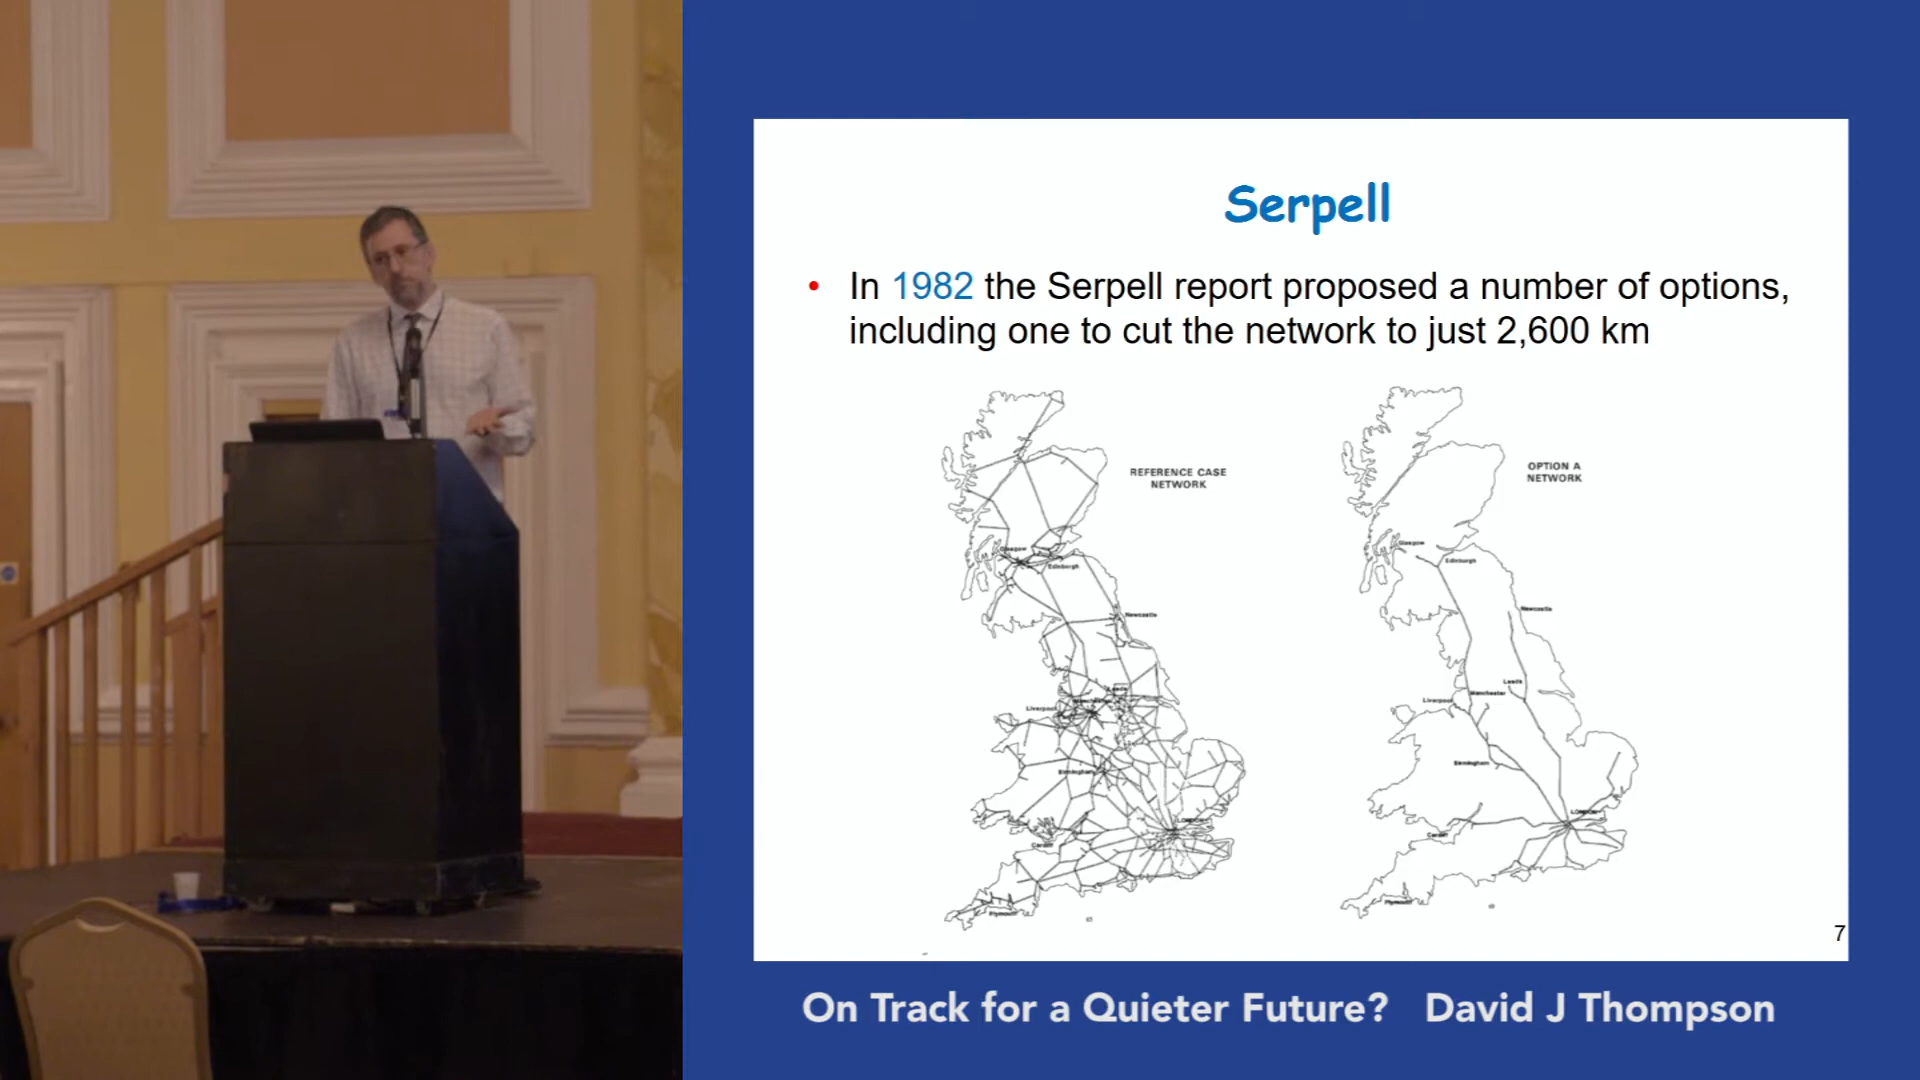 Serpell
• In 1982 the Serpell report proposed a number of options,
including one to cut the network to just 2,600 km
REFERENCE CASE
NETWORK
Glasgow
Edinburgh
Newcastle
Leeds
Manchester
Liverpool
Birmingham
LONDON
Cardiff
Plymouth
OPTION A
NETWORK
Glasgow
Edinburgh
Newcastle
Leeds
Manchester
Liverpool
Birmingham
LONDON
Cardiff
Plymouth
7
On Track for a Quieter Future? David J Thompson